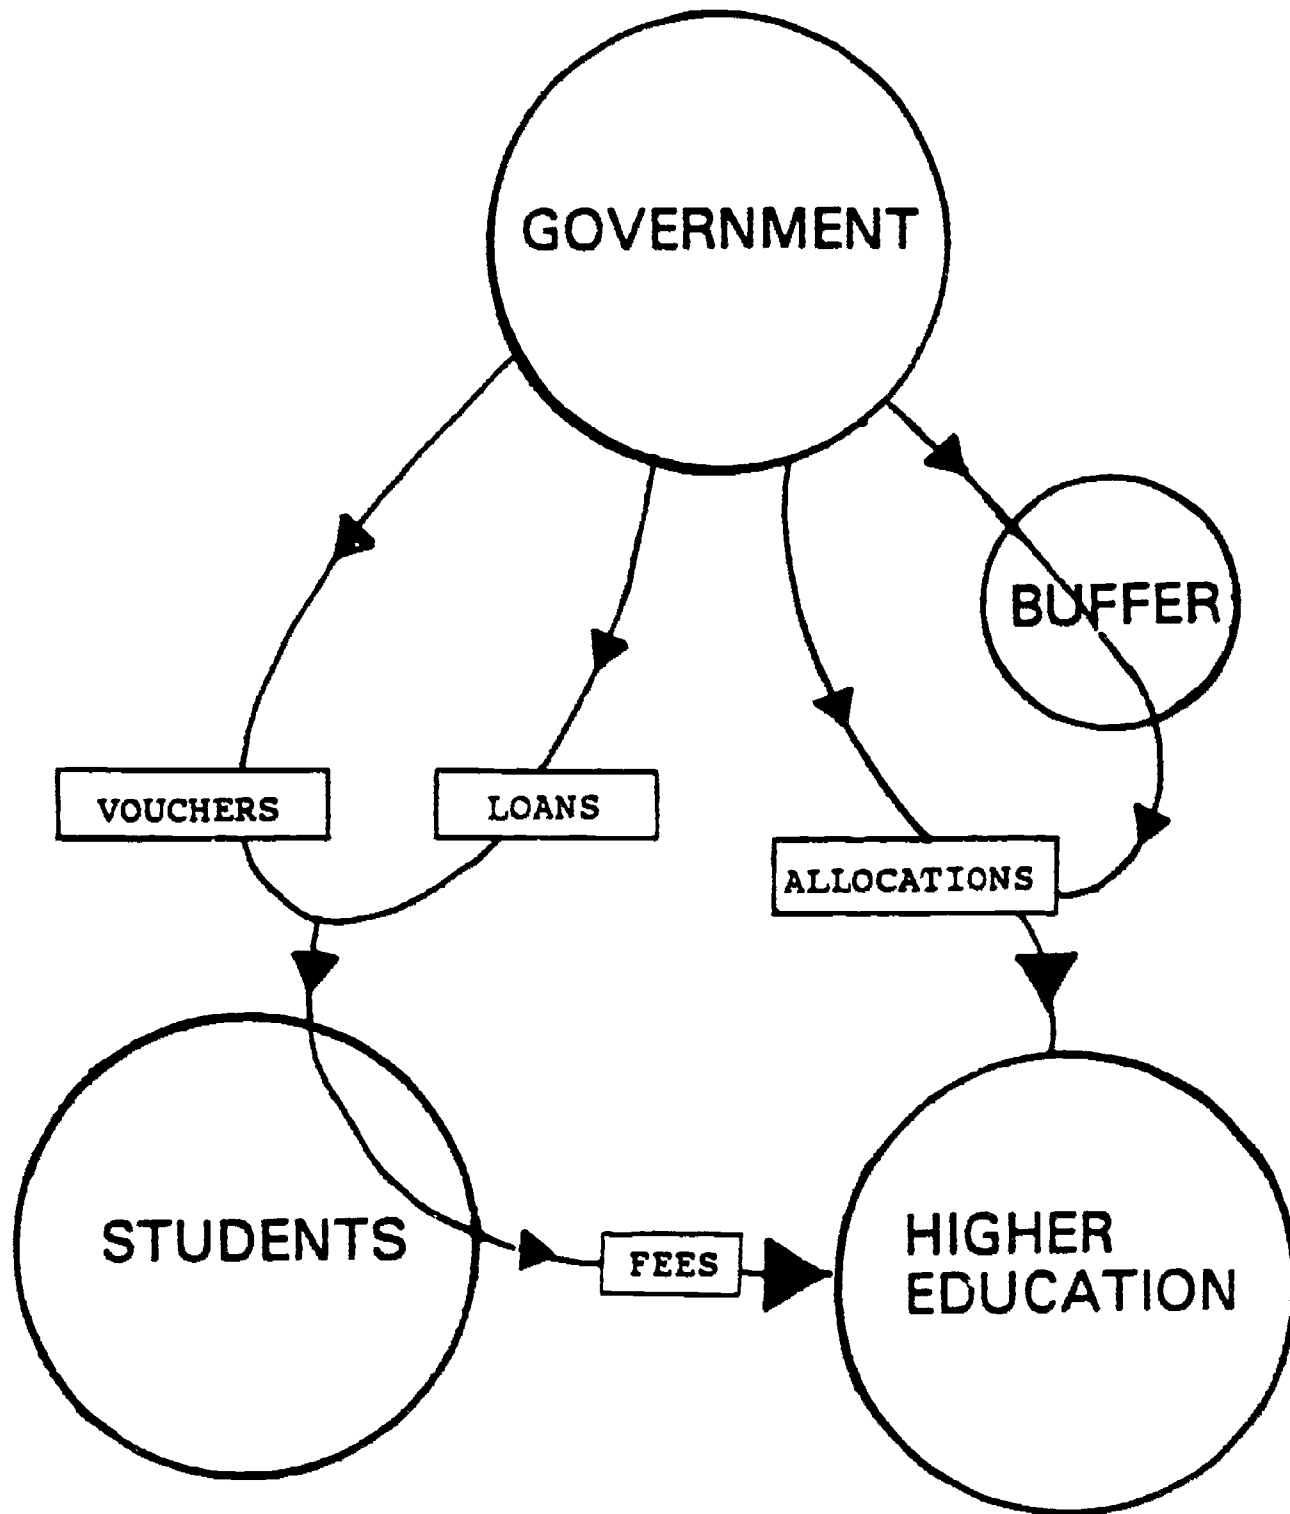 GOVERNMENT
BUFFER
VOUCHERS
LOANS
ALLOCATIONS
STUDENTS
FEES
HIGHER
EDUCATION